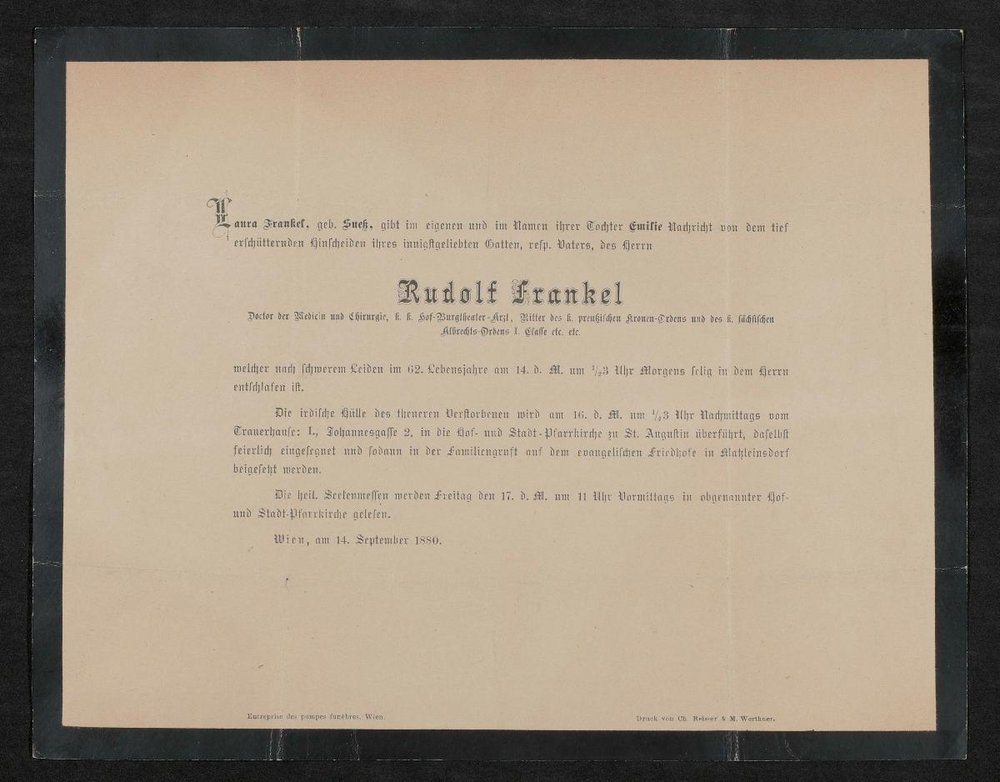 Laura Frankel, geb. Sueß, gibt im eigenen und im Namen ihrer Tochter Emilie Nachricht von dem tief
erschütternden Hinscheiden ihres innigstgeliebten Gatten, resp. Vaters, des Herrn
Rudolf Frankel
Doctor der Medicin und Chirurgie, k. k. Hof-Burgtheater-Arzt, Ritter des k. preußischen Kronen-Ordens und des k. sächsischen
Albrechts-Ordens I. Classe etc. etc.
welcher nach schwerem Leiden im 62. Lebensjahre am 14. d. M. um 1/23 Uhr Morgens selig in dem Herrn
entschlafen ist.
Die irdische Hülle des theueren Verstorbenen wird am 16. d. M. um 1/23 Uhr Nachmittags vom
Trauerhause: I., Johannesgasse 2, in die Hof- und Stadt-Pfarrkirche zu St. Augustin überführt, daselbst
feierlich eingesegnet und sodann in der Familiengruft auf dem evangelischen Friedhofe in Matzleinsdorf
beigesetzt werden.
Die heil. Seelenmessen werden Freitag den 17. d. M. um 11 Uhr Vormittags in obgenannter Hof-
und Stadt-Pfarrkirche gelesen.
Wien, am 14. September 1880.
Entreprise des pompes funèbres, Wien.
Druck von Ch. Reisser & M. Werthner.